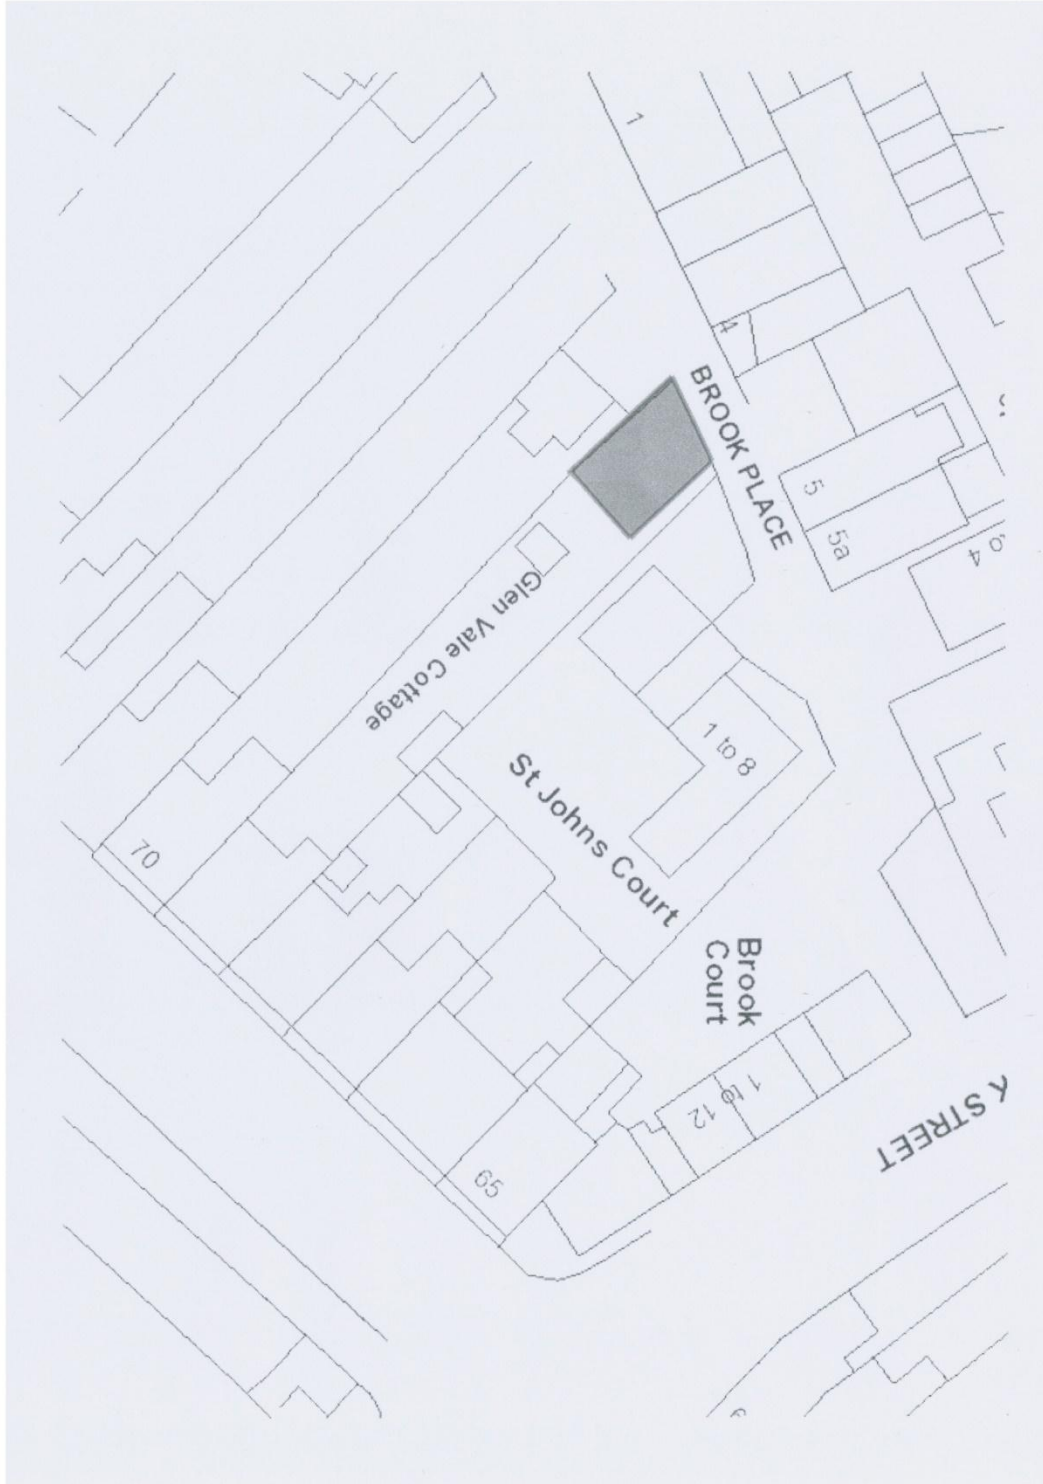 1
4
BROOK PLACE
5
5a
4
Glen Vale Cottage
1 to 8
St Johns Court
70
Brook
Court
1 to 12
K STREET
65